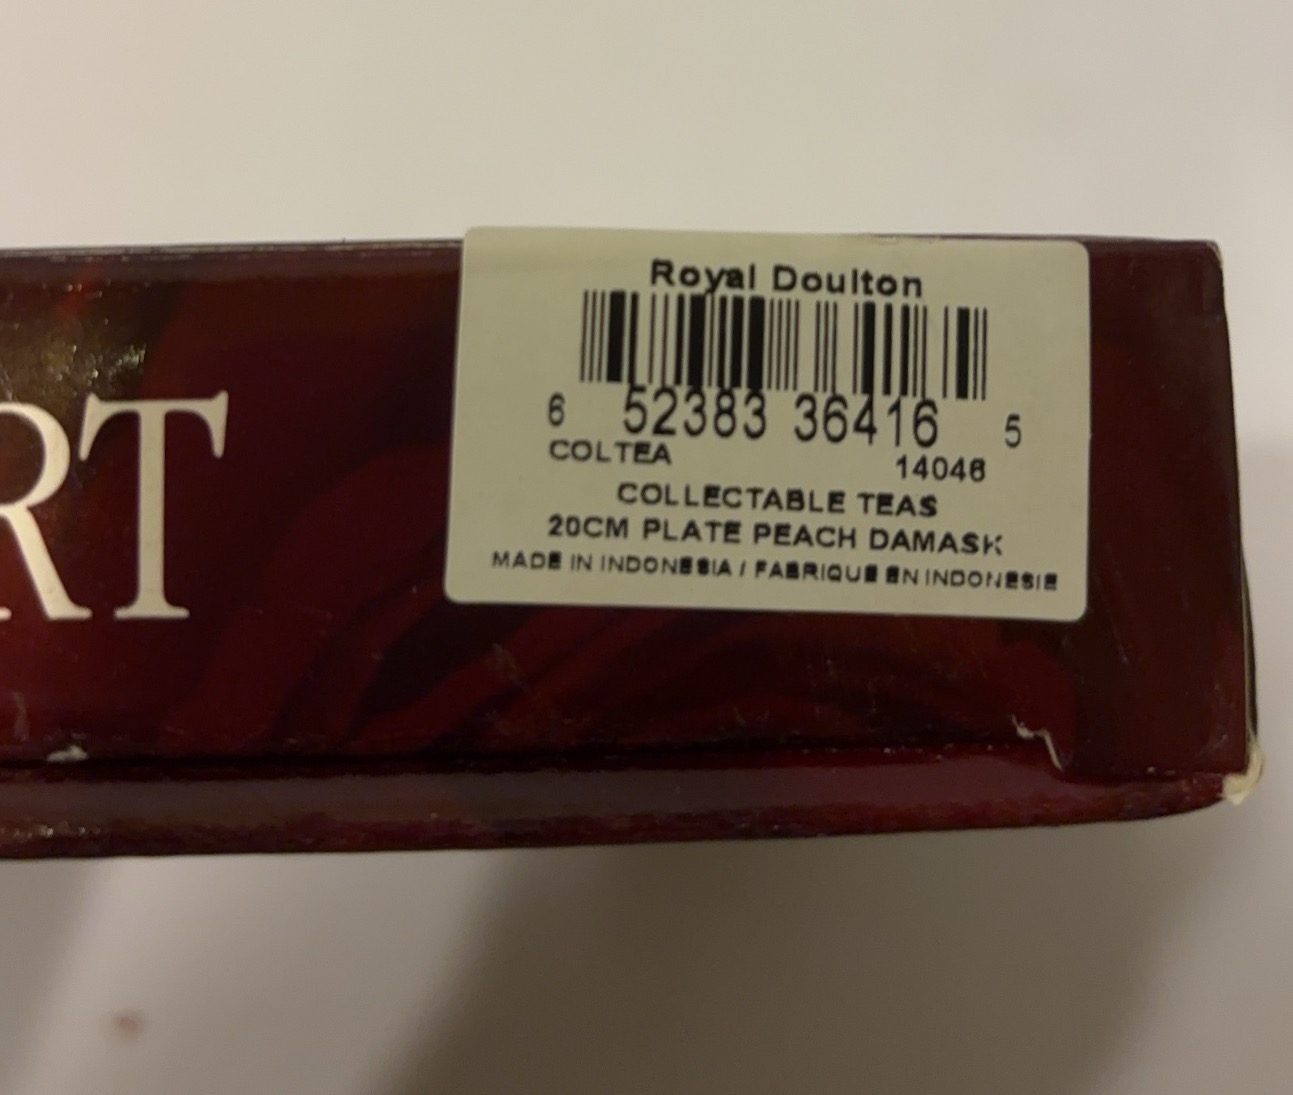 RT
Royal Doulton
6 52383 36416 5
COLTEA 14046
COLLECTABLE TEAS
20CM PLATE PEACH DAMASK
MADE IN INDONESIA / FABRIQUE EN INDONESIE